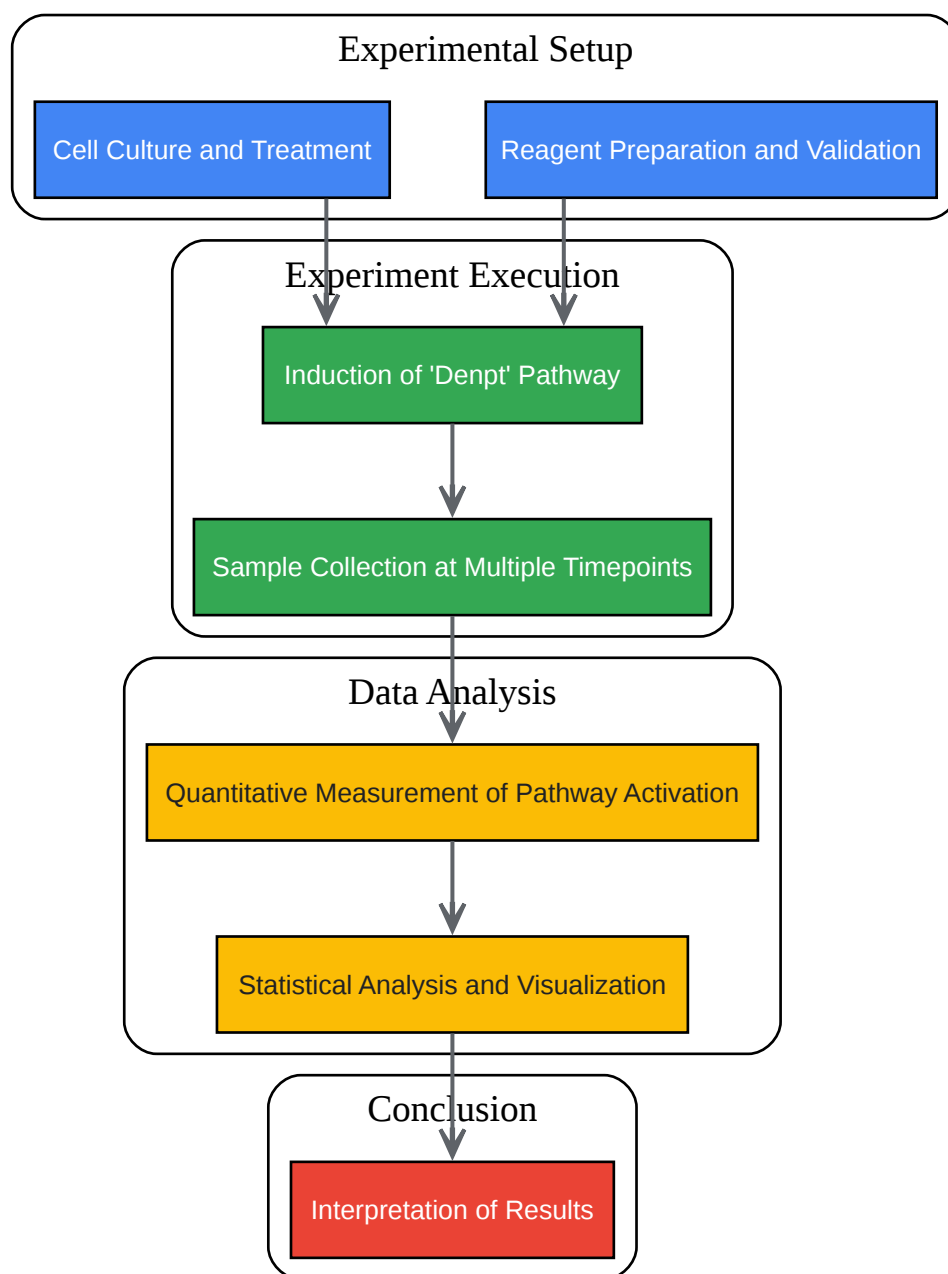 Experimental Setup
Cell Culture and Treatment
Reagent Preparation and Validation
Experiment Execution
Induction of 'Denpt' Pathway
Sample Collection at Multiple Timepoints
Data Analysis
Quantitative Measurement of Pathway Activation
Statistical Analysis and Visualization
Conclusion
Interpretation of Results